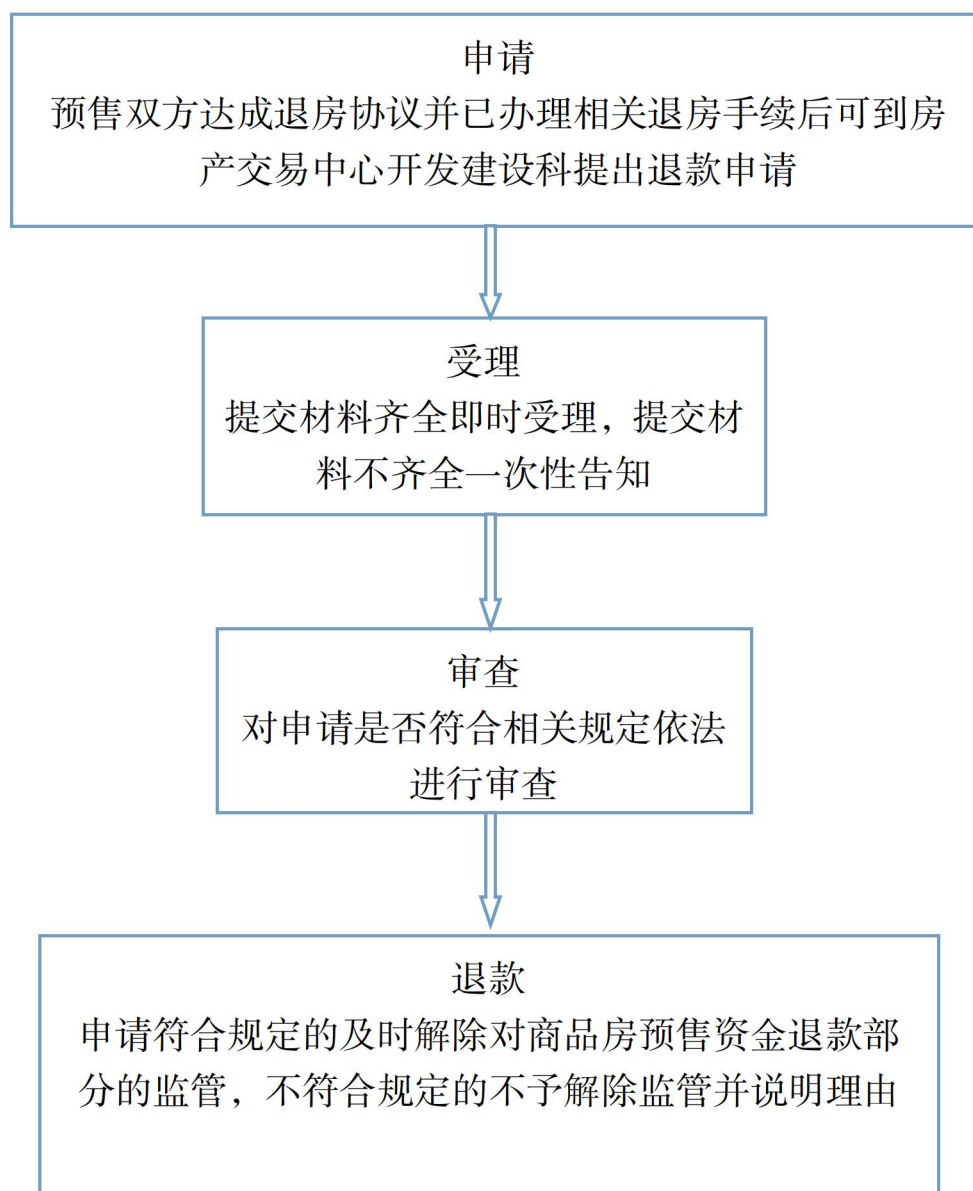 申请
预售双方达成退房协议并已办理相关退房手续后可到房
产交易中心开发建设科提出退款申请
受理
提交材料齐全即时受理，提交材
料不齐全一次性告知
审查
对申请是否符合相关规定依法
进行审查
退款
申请符合规定的及时解除对商品房预售资金退款部
分的监管，不符合规定的不予解除监管并说明理由